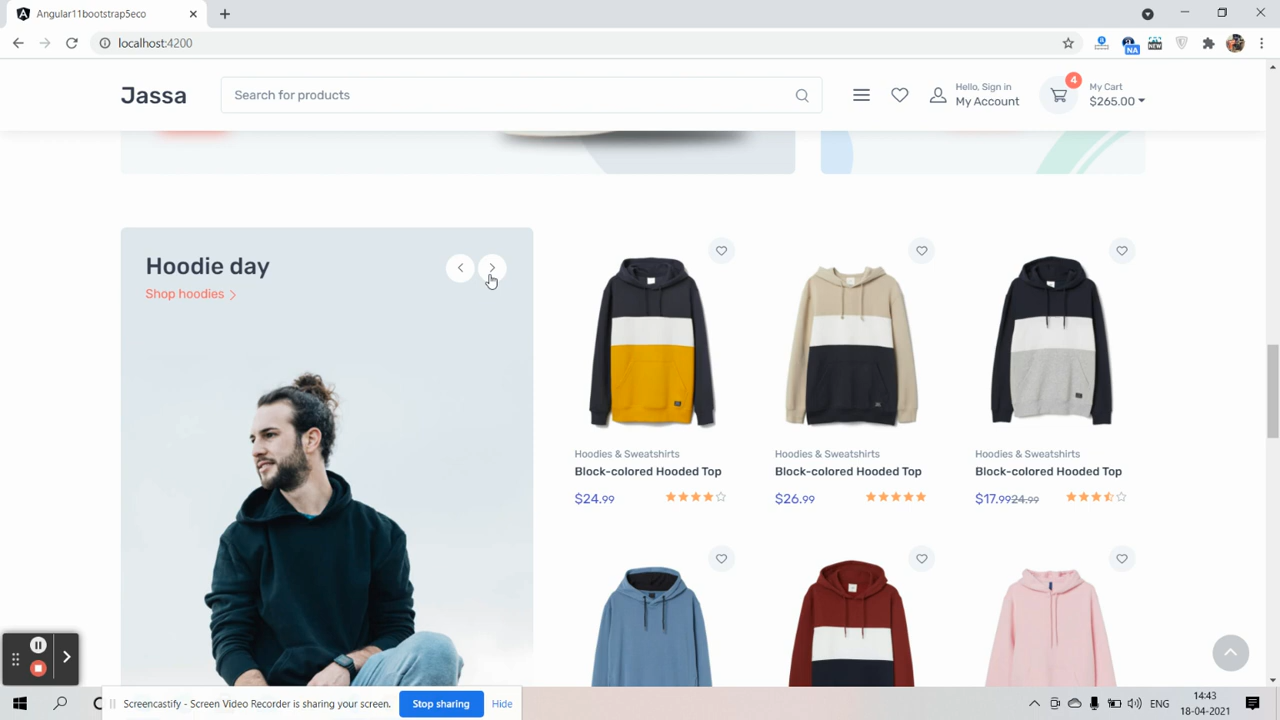 Angular11bootstrap5eco
localhost:4200
NA
NEW
Jassa
Search for products
Hello, Sign in
My Account
4
My Cart
$265.00
Hoodie day
Shop hoodies
Hoodies & Sweatshirts
Block-colored Hooded Top
$24.99
Hoodies & Sweatshirts
Block-colored Hooded Top
$26.99
Hoodies & Sweatshirts
Block-colored Hooded Top
$17.9924.99
Screencastify - Screen Video Recorder is sharing your screen.
Stop sharing
Hide
ENG
14:43
18-04-2021